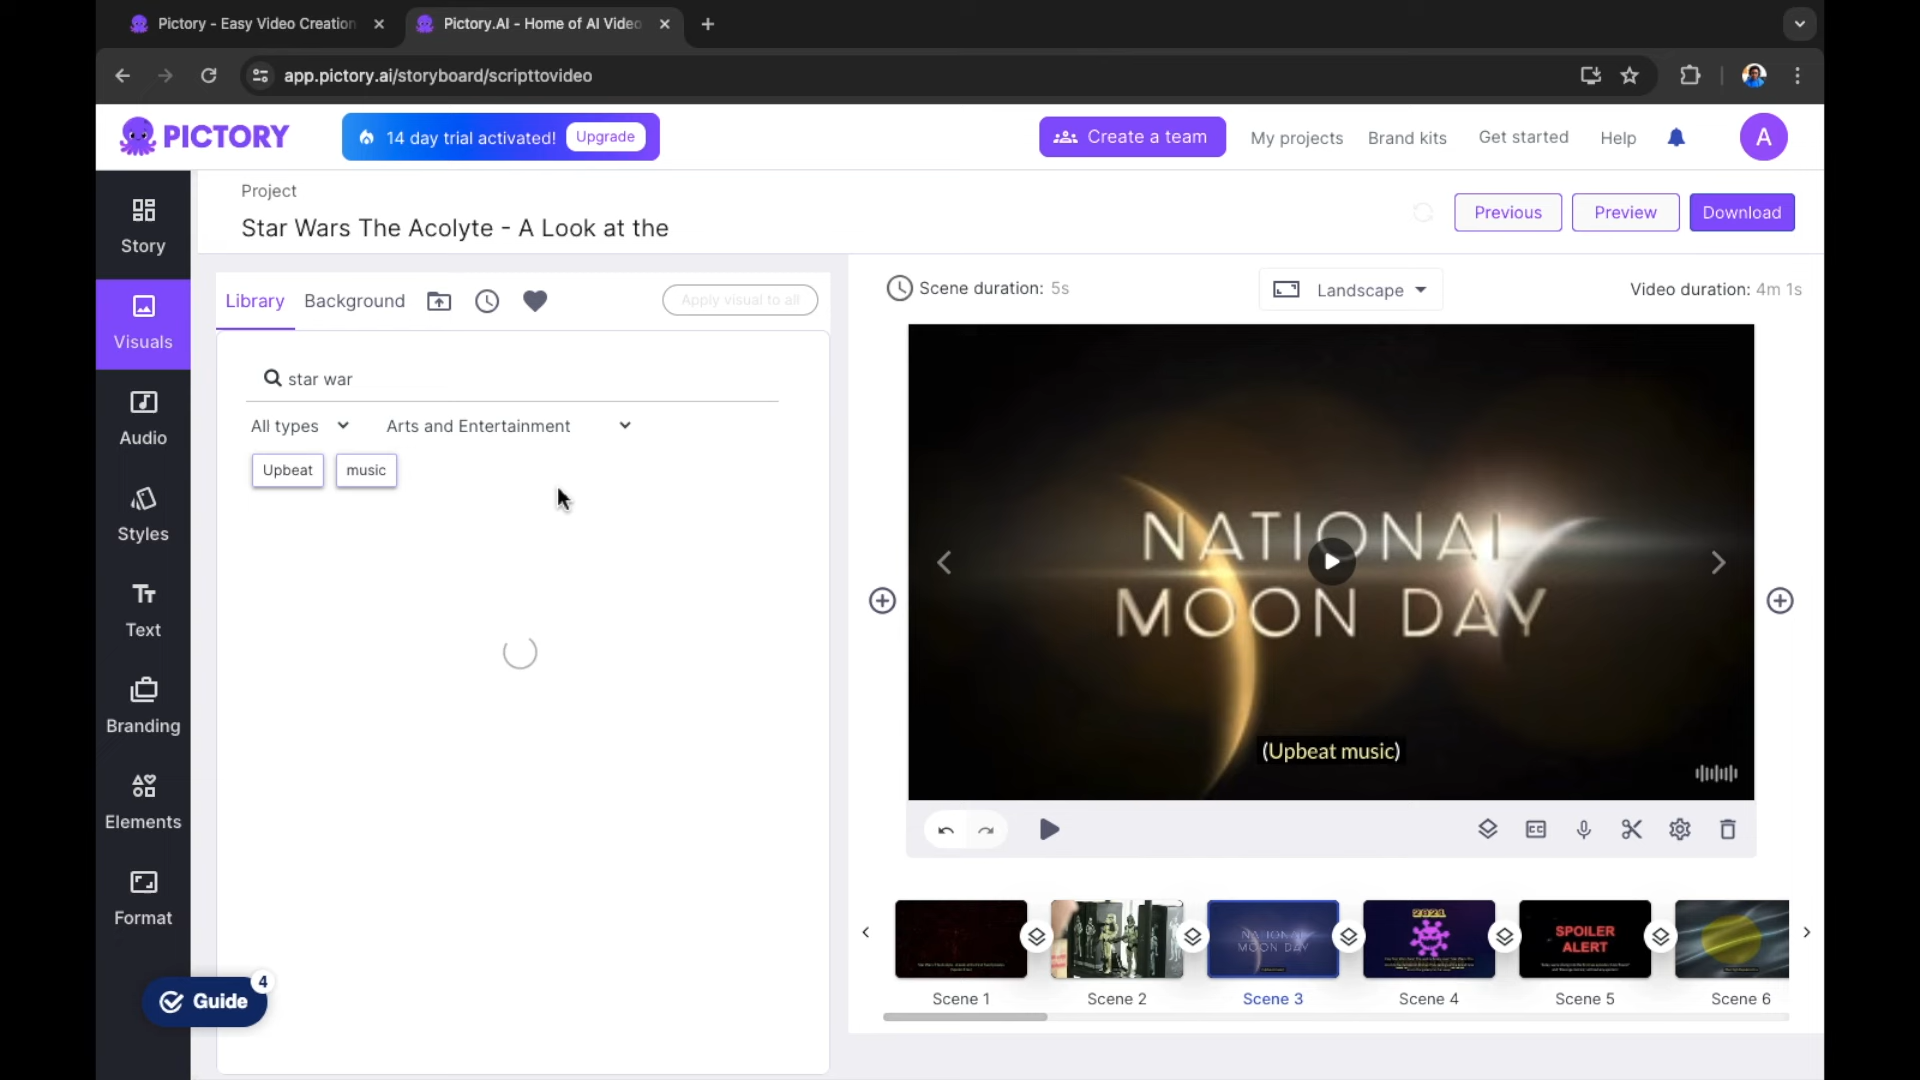 Pictory - Easy Video Creation
Pictory.AI - Home of AI Video
app.pictory.ai/storyboard/scripttovideo
PICTORY
14 day trial activated!
Upgrade
Create a team
My projects
Brand kits
Get started
Help
A
Project
Star Wars The Acolyte - A Look at the
Previous
Preview
Download
Story
Visuals
Audio
Styles
Text
Branding
Elements
Format
Guide
4
Library
Background
Apply visual to all
star war
All types
Arts and Entertainment
Upbeat
music
Scene duration: 5s
Landscape
Video duration: 4m 1s
NATIONAL
MOON DAY
(Upbeat music)
2021
SPOILER
ALERT
Scene 1
Scene 2
Scene 3
Scene 4
Scene 5
Scene 6